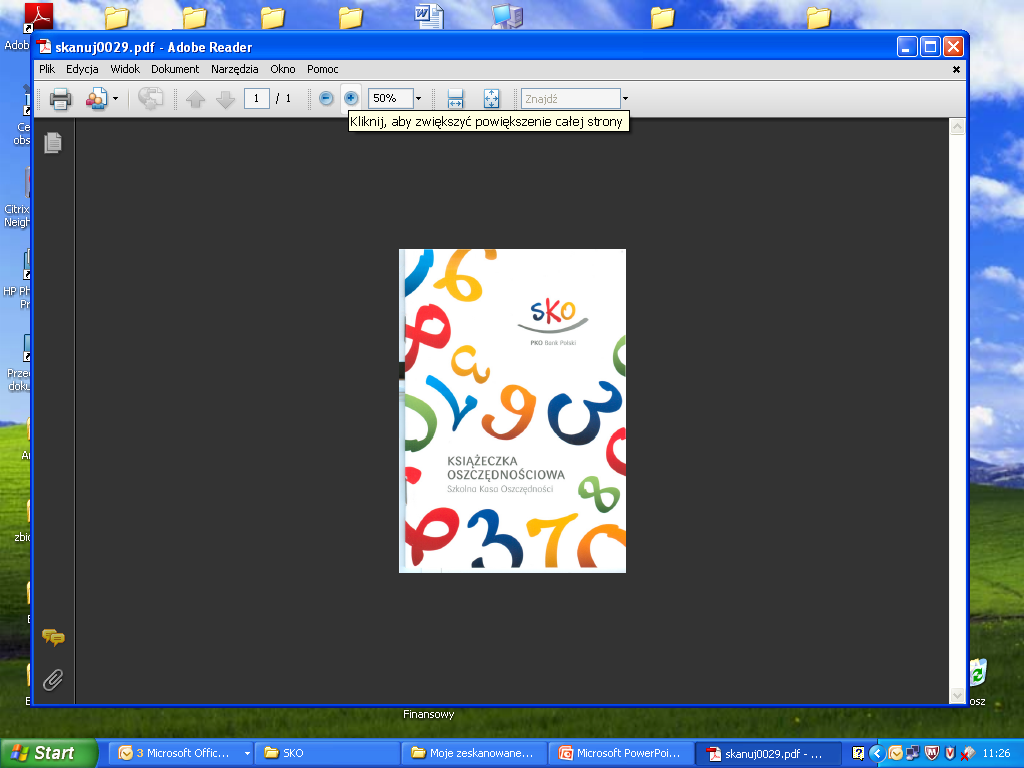 skanuj0029.pdf - Adobe Reader
Plik Edycja Widok Dokument Narzędzia Okno Pomoc
1 / 1 50% Znajdź
Kliknij, aby zwiększyć powiększenie całej strony
sKO
PKO Bank Polski
KSIĄŻECZKA
OSZCZĘDNOŚCIOWA
Szkolna Kasa Oszczędności
Finansowy
Start 3 Microsoft Offic... SKO Moje zeskanowane... Microsoft PowerPoi... skanuj0029.pdf - ... 11:26